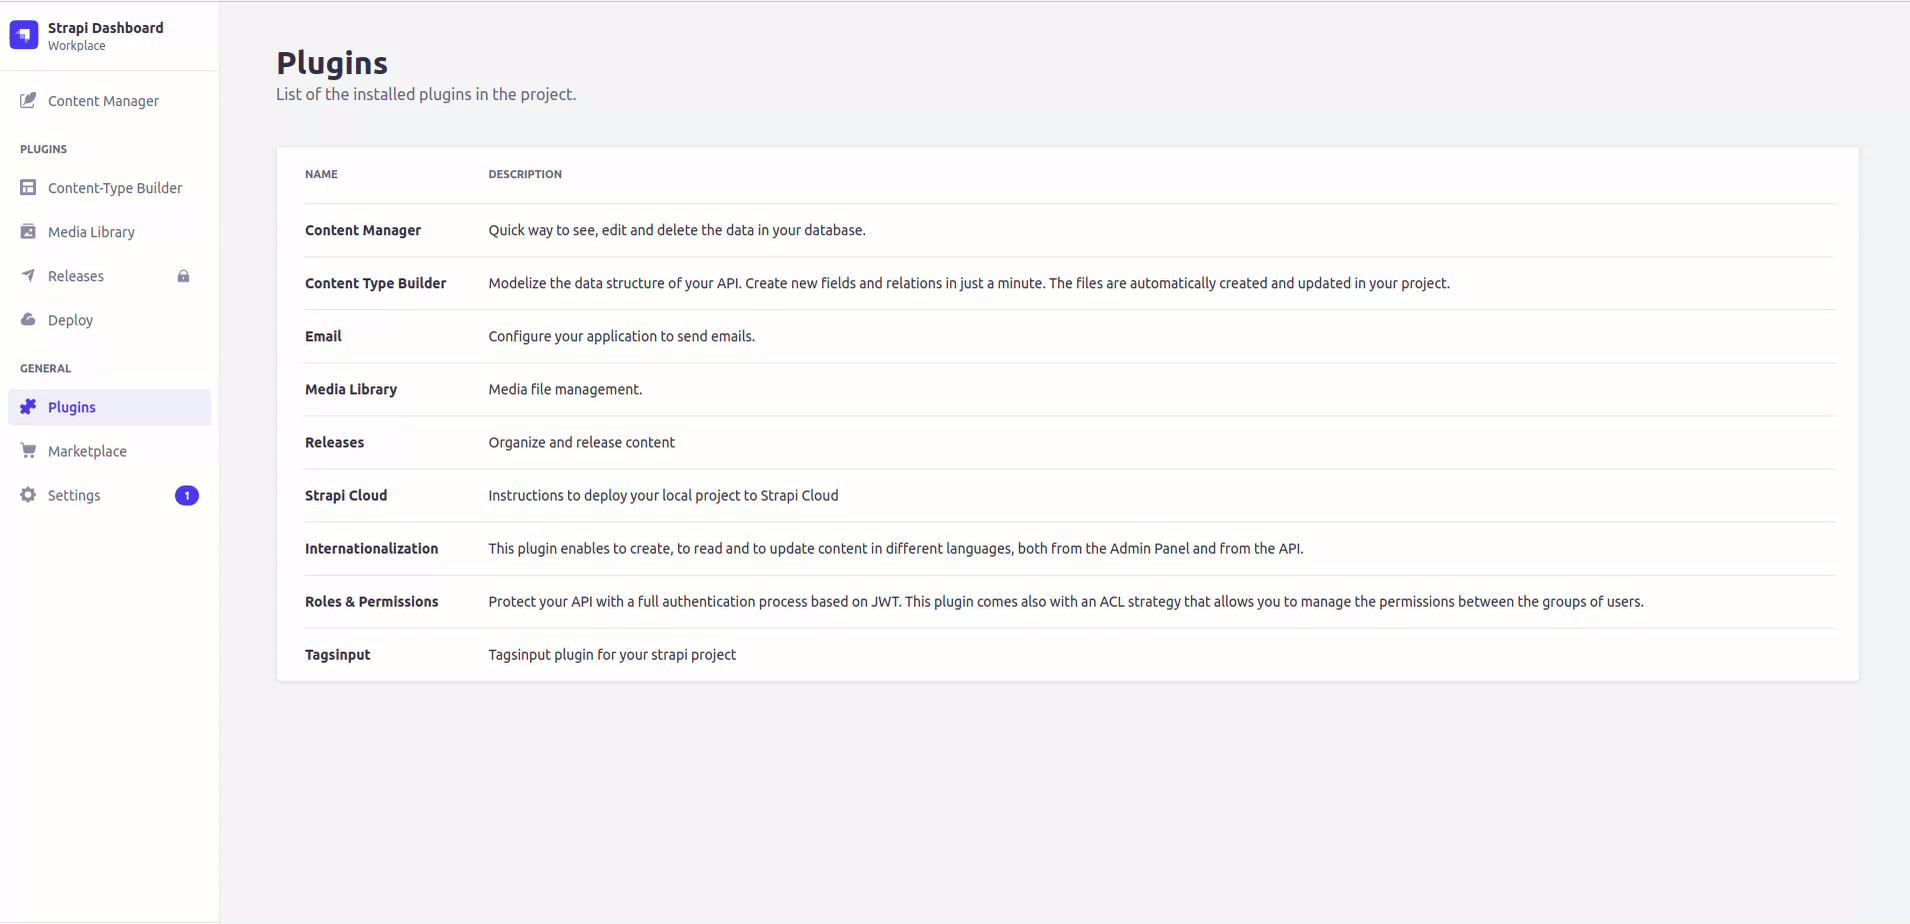 Strapi Dashboard
Workplace
Content Manager
PLUGINS
Content-Type Builder
Media Library
Releases
Deploy
GENERAL
Plugins
Marketplace
Settings 1
Plugins
List of the installed plugins in the project.
NAME DESCRIPTION
Content Manager Quick way to see, edit and delete the data in your database.
Content Type Builder Modelize the data structure of your API. Create new fields and relations in just a minute. The files are automatically created and updated in your project.
Email Configure your application to send emails.
Media Library Media file management.
Releases Organize and release content
Strapi Cloud Instructions to deploy your local project to Strapi Cloud
Internationalization This plugin enables to create, to read and to update content in different languages, both from the Admin Panel and from the API.
Roles & Permissions Protect your API with a full authentication process based on JWT. This plugin comes also with an ACL strategy that allows you to manage the permissions between the groups of users.
Tagsinput Tagsinput plugin for your strapi project